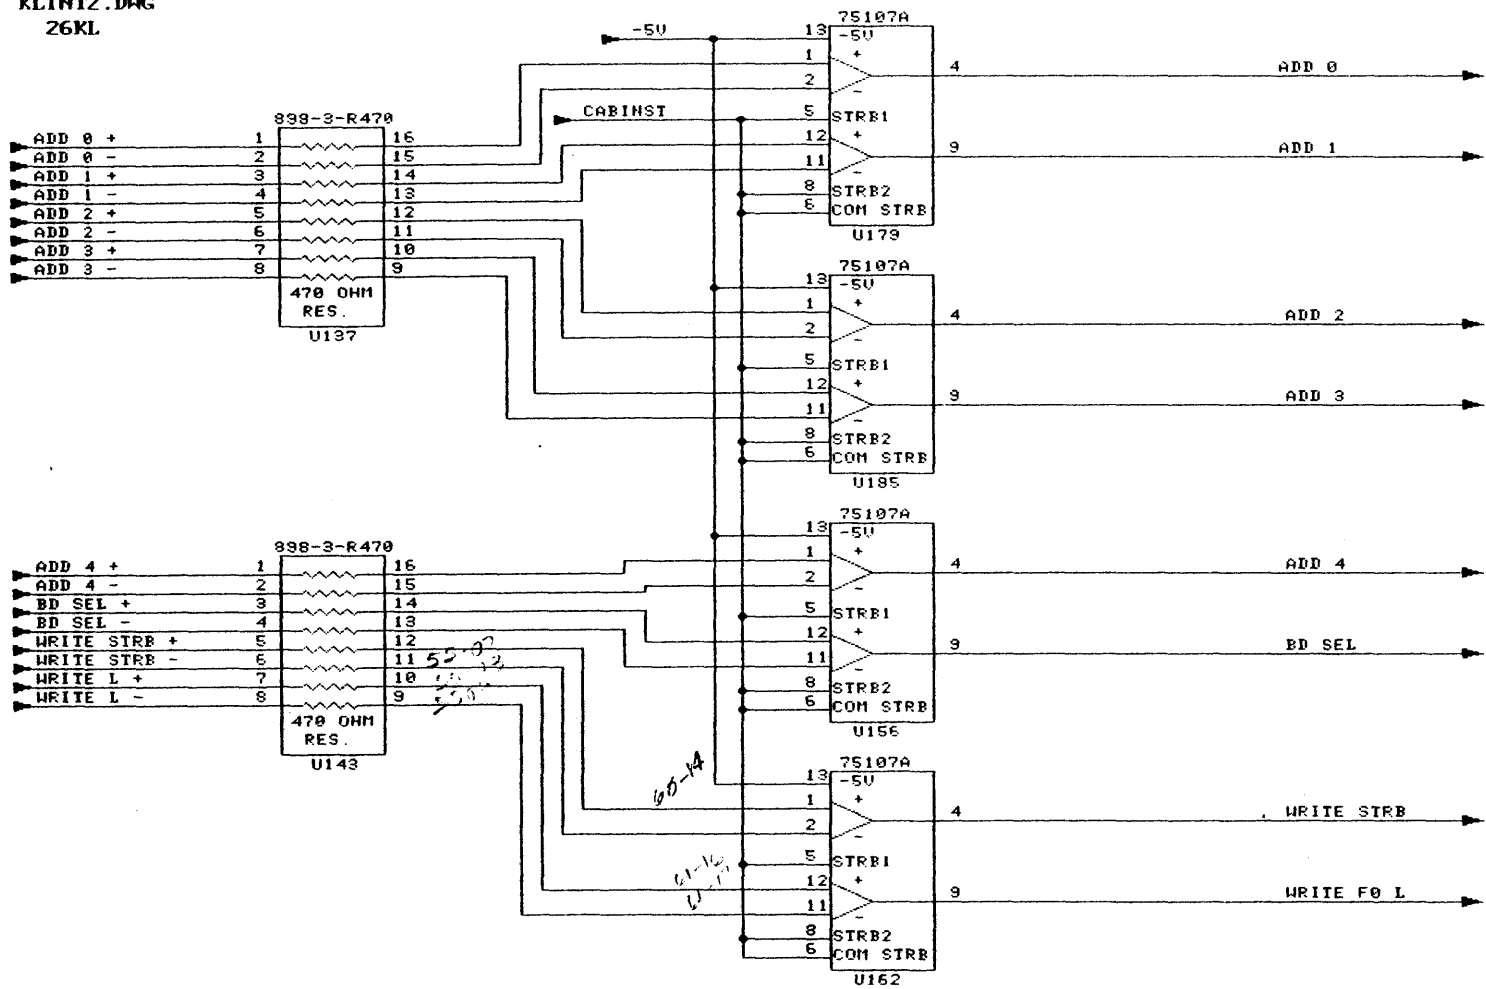 26KL
-5V
CABINST
898-3-R470
ADD 0 + 1 16
ADD 0 - 2 15
ADD 1 + 3 14
ADD 1 - 4 13
ADD 2 + 5 12
ADD 2 - 6 11
ADD 3 + 7 10
ADD 3 - 8 9
470 OHM
RES.
U137
75107A
13 -5V
1 +
2 -
4 ADD 0
5 STRB1
12 +
11 -
9 ADD 1
8 STRB2
6 COM STRB
U179
75107A
13 -5V
1 +
2 -
4 ADD 2
5 STRB1
12 +
11 -
9 ADD 3
8 STRB2
6 COM STRB
U185
898-3-R470
ADD 4 + 1 16
ADD 4 - 2 15
BD SEL + 3 14
BD SEL - 4 13
WRITE STRB + 5 12
WRITE STRB - 6 11
WRITE L + 7 10
WRITE L - 8 9
470 OHM
RES.
U143
75107A
13 -5V
1 +
2 -
4 ADD 4
5 STRB1
12 +
11 -
9 BD SEL
8 STRB2
6 COM STRB
U156
60-14
61-16
61-17
75107A
13 -5V
1 +
2 -
4 WRITE STRB
5 STRB1
12 +
11 -
9 WRITE F0 L
8 STRB2
6 COM STRB
U162